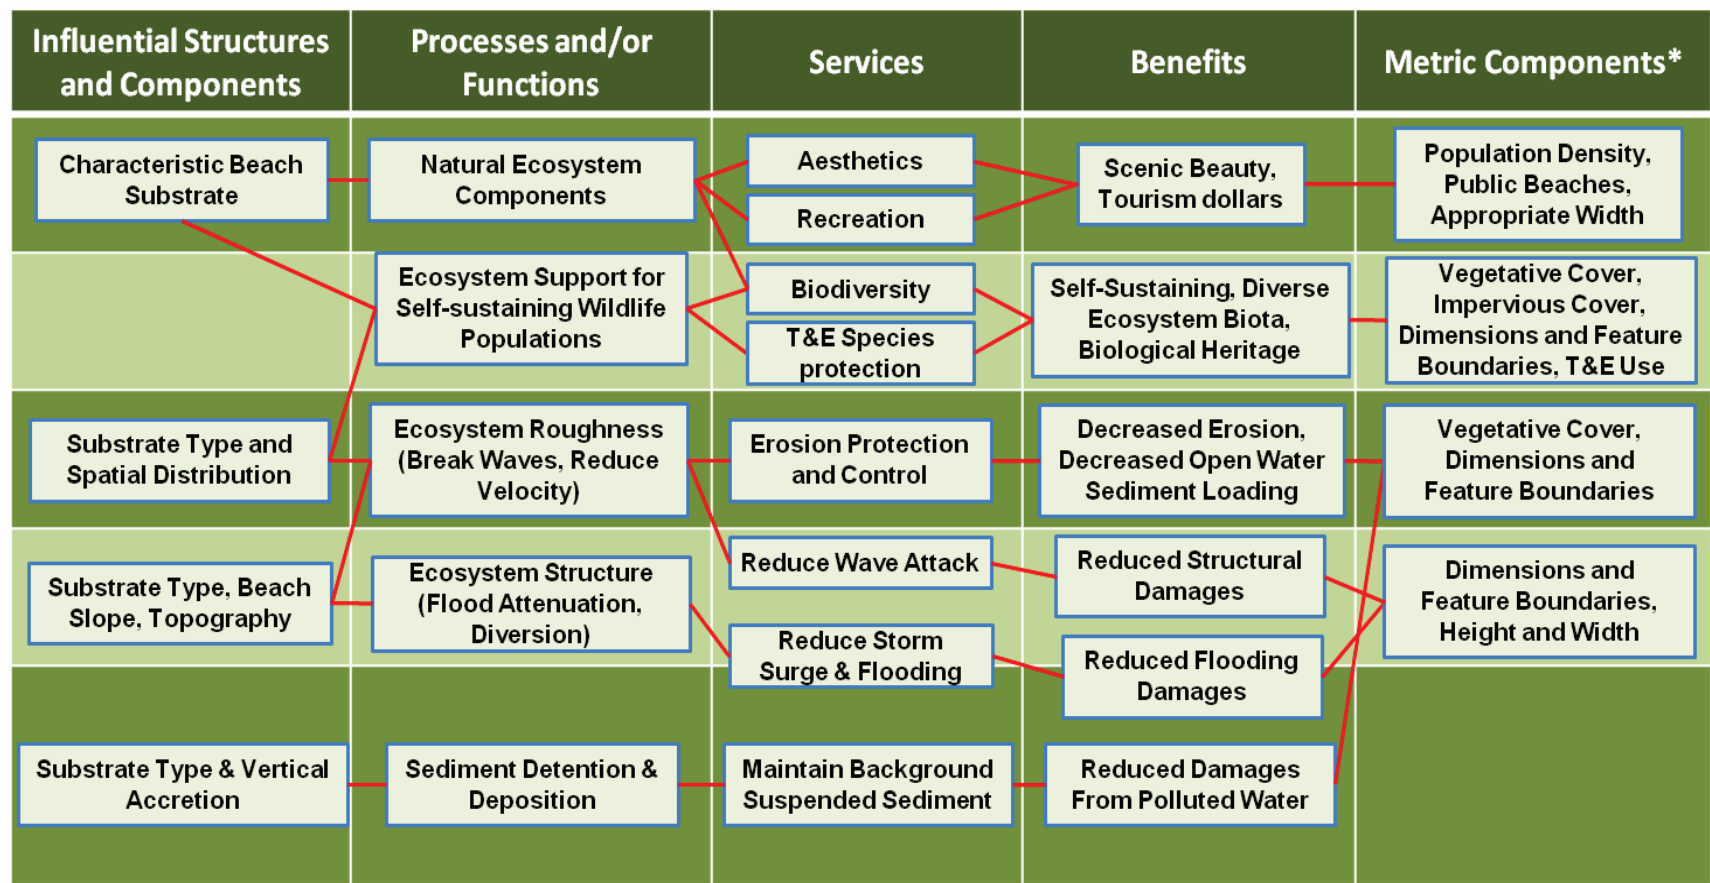 Influential Structures
and Components
Processes and/or
Functions
Services
Benefits
Metric Components*
Characteristic Beach
Substrate
Natural Ecosystem
Components
Aesthetics
Recreation
Scenic Beauty,
Tourism dollars
Population Density,
Public Beaches,
Appropriate Width
Ecosystem Support for
Self-sustaining Wildlife
Populations
Biodiversity
T&E Species
protection
Self-Sustaining, Diverse
Ecosystem Biota,
Biological Heritage
Vegetative Cover,
Impervious Cover,
Dimensions and Feature
Boundaries, T&E Use
Substrate Type and
Spatial Distribution
Ecosystem Roughness
(Break Waves, Reduce
Velocity)
Erosion Protection
and Control
Decreased Erosion,
Decreased Open Water
Sediment Loading
Vegetative Cover,
Dimensions and
Feature Boundaries
Substrate Type, Beach
Slope, Topography
Ecosystem Structure
(Flood Attenuation,
Diversion)
Reduce Wave Attack
Reduce Storm
Surge & Flooding
Reduced Structural
Damages
Reduced Flooding
Damages
Dimensions and
Feature Boundaries,
Height and Width
Substrate Type & Vertical
Accretion
Sediment Detention &
Deposition
Maintain Background
Suspended Sediment
Reduced Damages
From Polluted Water